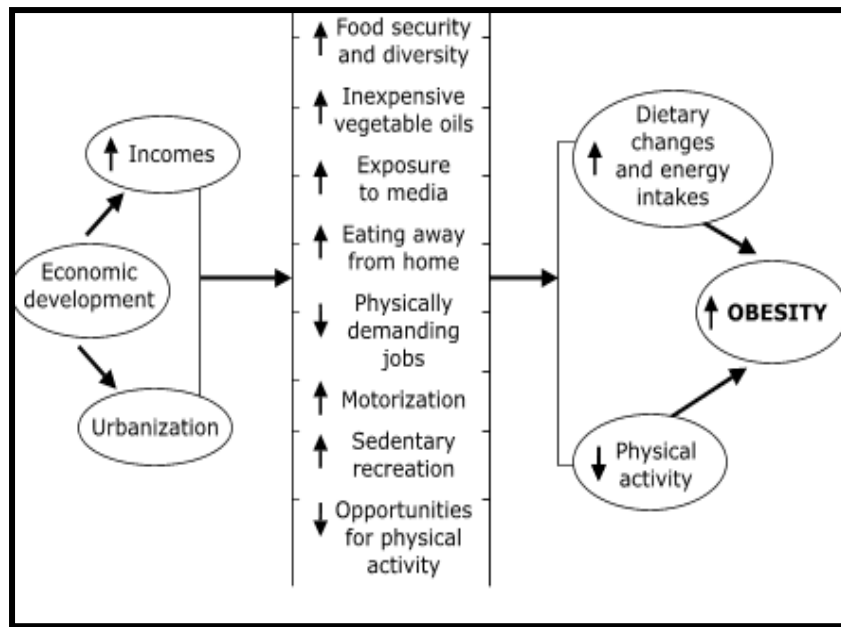 Economic
development
↑ Incomes
Urbanization
↑ Food security
and diversity
↑ Inexpensive
vegetable oils
↑ Exposure
to media
↑ Eating away
from home
↓ Physically
demanding
jobs
↑ Motorization
↑ Sedentary
recreation
↓ Opportunities
for physical
activity
Dietary
changes
↑ and energy
intakes
↓ Physical
activity
↑ OBESITY